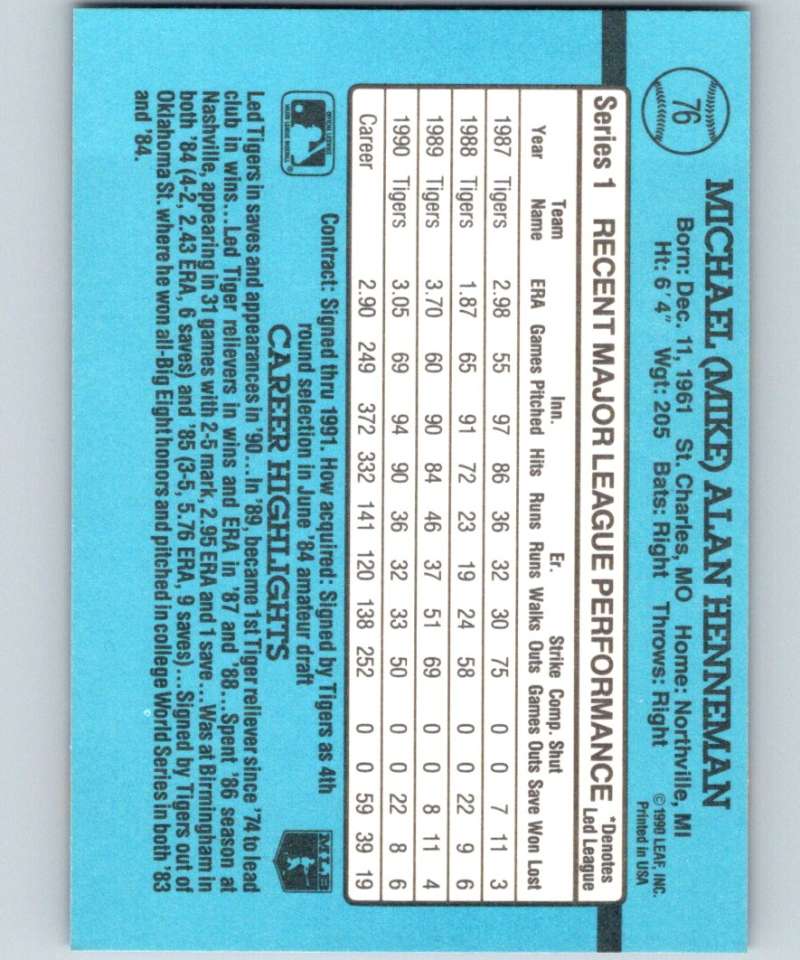 76
MICHAEL (MIKE) ALAN HENNEMAN
Born: Dec. 11, 1961 St. Charles, MO Home: Northville, MI
Ht: 6'4" Wgt: 205 Bats: Right Throws: Right
©1990 LEAF, INC.
Printed in USA
Series 1 RECENT MAJOR LEAGUE PERFORMANCE *Denotes Led League
Year Team Name ERA Games Inn. Pitched Hits Runs Er. Runs Walks Strike Outs Comp. Games Shut Outs Save Won Lost
1987 Tigers 2.98 55 97 86 36 32 30 75 0 0 7 11 3
1988 Tigers 1.87 65 91 72 23 19 24 58 0 0 22 9 6
1989 Tigers 3.70 60 90 84 46 37 51 69 0 0 8 11 4
1990 Tigers 3.05 69 94 90 36 32 33 50 0 0 22 8 6
Career 2.90 249 372 332 141 120 138 252 0 0 59 39 19
Contract: Signed thru 1991. How acquired: Signed by Tigers as 4th
round selection in June '84 amateur draft
CAREER HIGHLIGHTS
MLB
Led Tigers in saves and appearances in '90...In '89, became 1st Tiger reliever since '74 to lead
club in wins...Led Tiger relievers in wins and ERA in '87 and '88...Spent '86 season at
Nashville, appearing in 31 games with 2-5 mark, 2.95 ERA and 1 save...Was at Birmingham in
both '84 (4-2, 2.43 ERA, 6 saves) and '85 (3-5, 5.76 ERA, 9 saves)...Signed by Tigers out of
Oklahoma St. where he won all-Big Eight honors and pitched in college World Series in both '83
and '84.